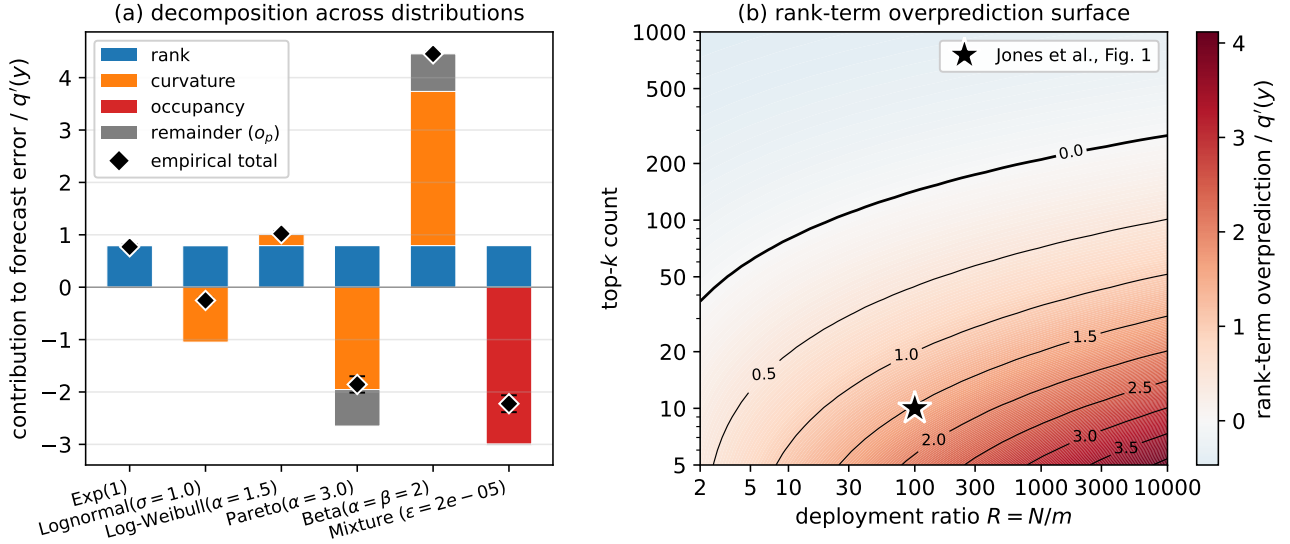 (a) decomposition across distributions
contribution to forecast error / q′(y)
4
3
2
1
0
−1
−2
−3
rank
curvature
occupancy
remainder (oₚ)
empirical total
Exp(1)
Lognormal(σ = 1.0)
Log-Weibull(α = 1.5)
Pareto(α = 3.0)
Beta(α = β = 2)
Mixture (ε = 2e − 05)
(b) rank-term overprediction surface
top-k count
1000
500
200
100
50
20
10
5
Jones et al., Fig. 1
0.0
0.5
1.0
1.5
2.0
2.5
3.0
3.5
2
5
10
30
100
300
1000
3000
10000
deployment ratio R = N/m
4
3
2
1
0
rank-term overprediction / q′(y)